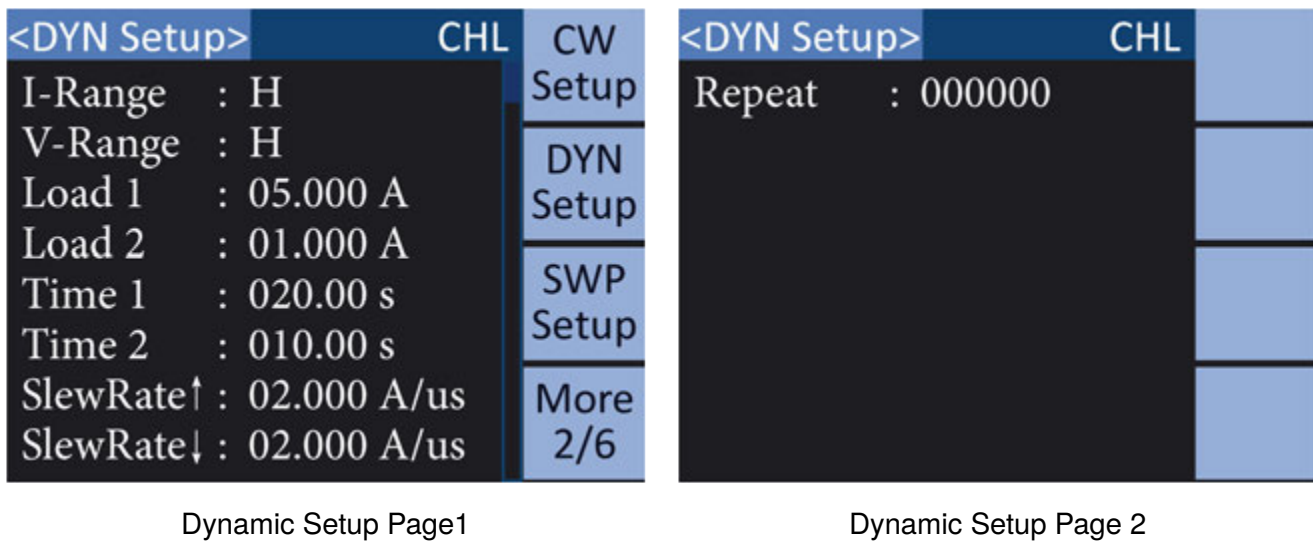 <DYN Setup> CHL
I-Range : H
V-Range : H
Load 1 : 05.000 A
Load 2 : 01.000 A
Time 1 : 020.00 s
Time 2 : 010.00 s
SlewRate↑ : 02.000 A/us
SlewRate↓ : 02.000 A/us
CW
Setup
DYN
Setup
SWP
Setup
More
2/6
Dynamic Setup Page1
<DYN Setup> CHL
Repeat : 000000
Dynamic Setup Page 2